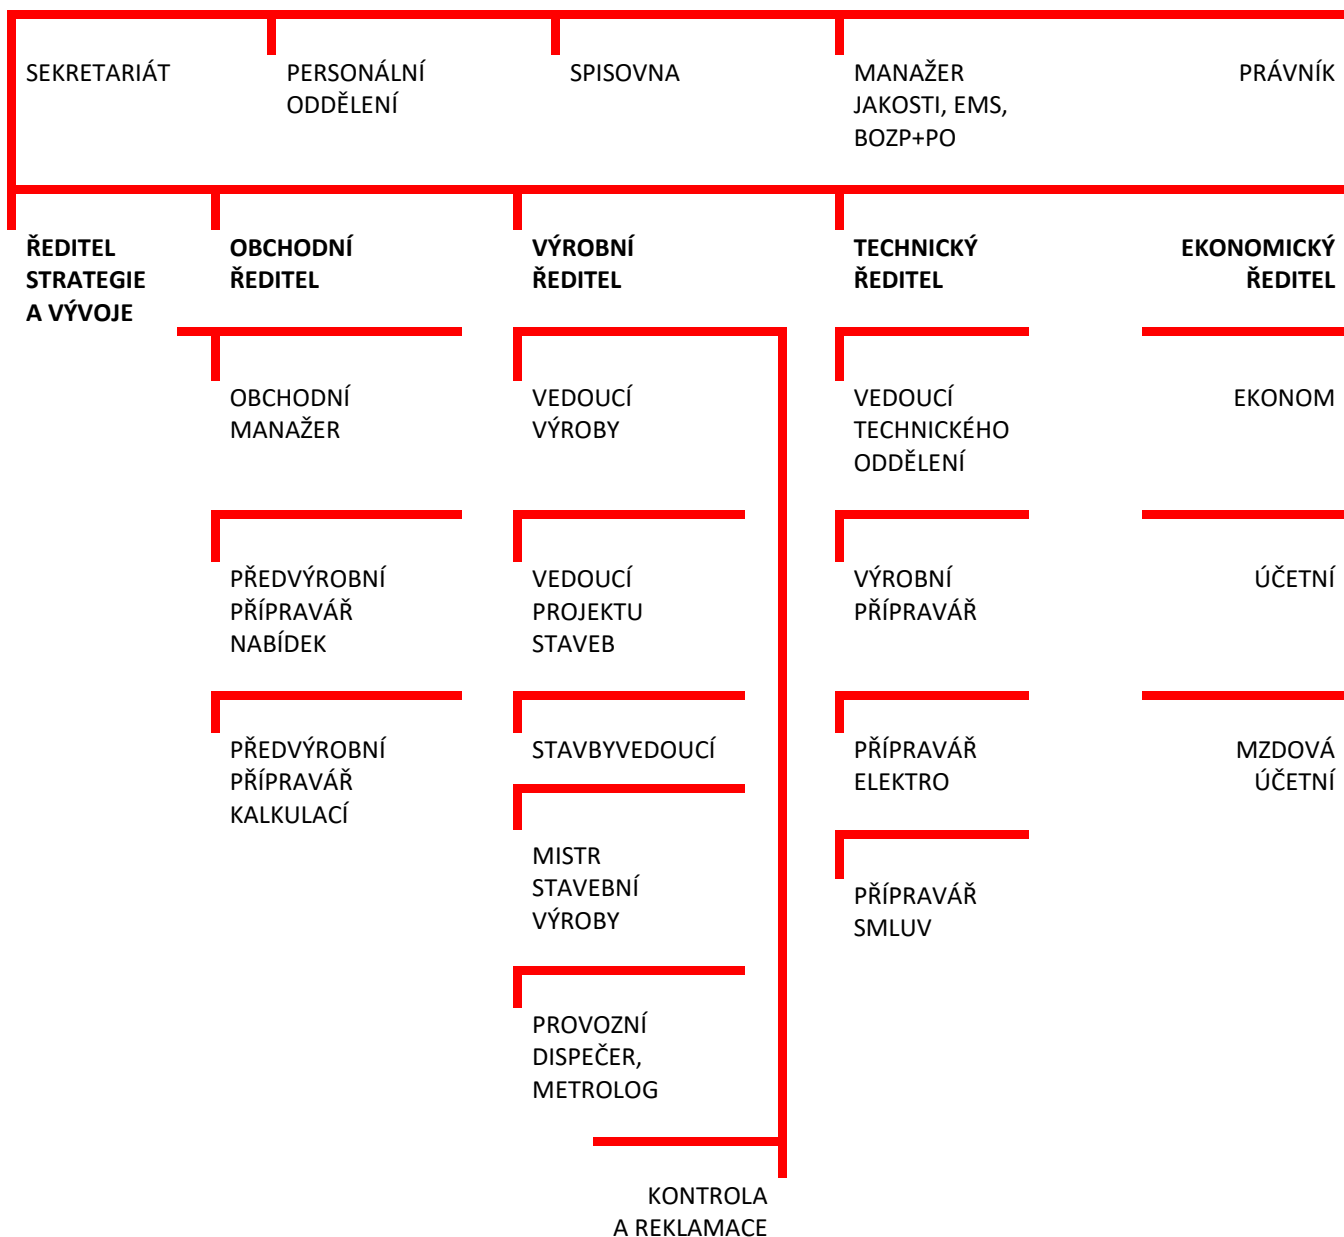 SEKRETARIÁT
PERSONÁLNÍ
ODDĚLENÍ
SPISOVNA
MANAŽER
JAKOSTI, EMS,
BOZP+PO
PRÁVNÍK
ŘEDITEL
STRATEGIE
A VÝVOJE
OBCHODNÍ
ŘEDITEL
VÝROBNÍ
ŘEDITEL
TECHNICKÝ
ŘEDITEL
EKONOMICKÝ
ŘEDITEL
OBCHODNÍ
MANAŽER
VEDOUCÍ
VÝROBY
VEDOUCÍ
TECHNICKÉHO
ODDĚLENÍ
EKONOM
PŘEDVÝROBNÍ
PŘÍPRAVÁŘ
NABÍDEK
VEDOUCÍ
PROJEKTU
STAVEB
VÝROBNÍ
PŘÍPRAVÁŘ
ÚČETNÍ
PŘEDVÝROBNÍ
PŘÍPRAVÁŘ
KALKULACÍ
STAVBYVEDOUCÍ
PŘÍPRAVÁŘ
ELEKTRO
MZDOVÁ
ÚČETNÍ
MISTR
STAVEBNÍ
VÝROBY
PŘÍPRAVÁŘ
SMLUV
PROVOZNÍ
DISPEČER,
METROLOG
KONTROLA
A REKLAMACE